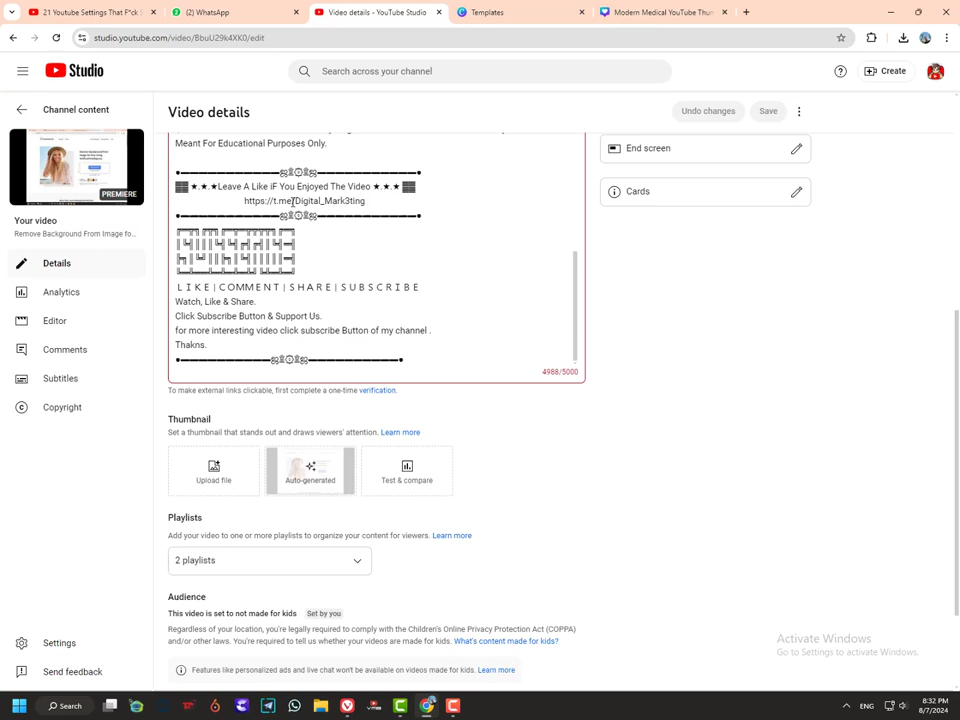 21 Youtube Settings That F*ck
(2) WhatsApp
Video details - YouTube Studio
Templates
Modern Medical YouTube Thu
studio.youtube.com/video/BbuU29k4XK0/edit
Studio
Search across your channel
Create
Channel content
Video details
Undo changes
Save
PREMIERE
Your video
Remove Background From Image fo...
Details
Analytics
Editor
Comments
Subtitles
Copyright
Settings
Send feedback
Meant For Educational Purposes Only.
★.★.★Leave A Like iF You Enjoyed The Video ★.★.★
https://t.me/Digital_Mark3ting
L I K E | C O M M E N T | S H A R E | S U B S C R I B E
Watch, Like & Share.
Click Subscribe Button & Support Us.
for more interesting video click subscribe Button of my channel .
Thakns.
4988/5000
To make external links clickable, first complete a one-time verification.
End screen
Cards
Thumbnail
Set a thumbnail that stands out and draws viewers' attention. Learn more
Upload file
Auto-generated
Test & compare
Playlists
Add your video to one or more playlists to organize your content for viewers. Learn more
2 playlists
Audience
This video is set to not made for kids Set by you
Regardless of your location, you're legally required to comply with the Children's Online Privacy Protection Act (COPPA)
and/or other laws. You're required to tell us whether your videos are made for kids. What's content made for kids?
Features like personalized ads and live chat won't be available on videos made for kids. Learn more
Activate Windows
Go to Settings to activate Windows.
Search
ENG
8:32 PM
8/7/2024